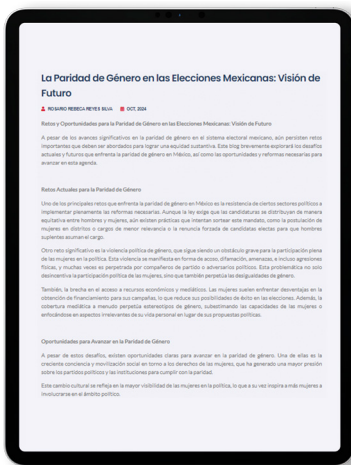 La Paridad de Género en las Elecciones Mexicanas: Visión de
Futuro
ROSARIO REBECA REYES SILVA OCT, 2024
Retos y Oportunidades para la Paridad de Género en las Elecciones Mexicanas: Visión de Futuro
A pesar de los avances significativos en la paridad de género en el sistema electoral mexicano, aún persisten retos
importantes que deben ser abordados para lograr una equidad sustantiva. Este blog brevemente explorará los desafíos
actuales y futuros que enfrenta la paridad de género en México, así como las oportunidades y reformas necesarias para
avanzar en esta agenda.
Retos Actuales para la Paridad de Género
Uno de los principales retos que enfrenta la paridad de género en México es la resistencia de ciertos sectores políticos a
implementar plenamente las reformas necesarias. Aunque la ley exige que las candidaturas se distribuyan de manera
equitativa entre hombres y mujeres, aún existen prácticas que intentan sortear este mandato, como la postulación de
mujeres en distritos o cargos de menor relevancia o la renuncia forzada de candidatas electas para que hombres
suplentes asuman el cargo.
Otro reto significativo es la violencia política de género, que sigue siendo un obstáculo grave para la participación plena
de las mujeres en la política. Esta violencia se manifiesta en forma de acoso, difamación, amenazas, e incluso agresiones
físicas, y muchas veces es perpetrada por compañeros de partido o adversarios políticos. Esta problemática no solo
desincentiva la participación política de las mujeres, sino que también perpetúa las desigualdades de género.
También, la brecha en el acceso a recursos económicos y mediáticos. Las mujeres suelen enfrentar desventajas en la
obtención de financiamiento para sus campañas, lo que reduce sus posibilidades de éxito en las elecciones. Además, la
cobertura mediática a menudo perpetúa estereotipos de género, subestimando las capacidades de las mujeres o
enfocándose en aspectos irrelevantes de su vida personal en lugar de sus propuestas políticas.
Oportunidades para Avanzar en la Paridad de Género
A pesar de estos desafíos, existen oportunidades claras para avanzar en la paridad de género. Una de ellas es la
creciente conciencia y movilización social en torno a los derechos de las mujeres, que ha generado una mayor presión
sobre los partidos políticos y las instituciones para cumplir con la paridad.
Este cambio cultural se refleja en la mayor visibilidad de las mujeres en la política, lo que a su vez inspira a más mujeres a
involucrarse en el ámbito político.